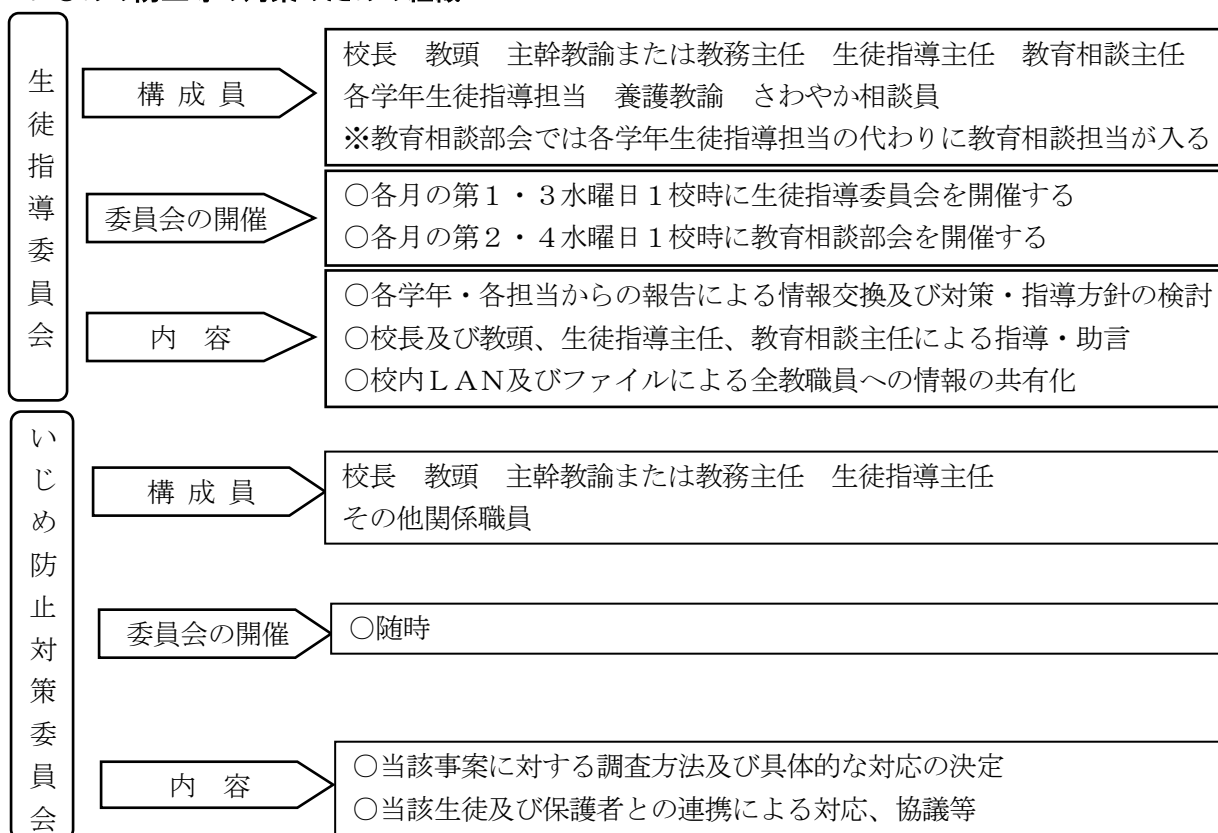 生徒指導委員会
構成員
校長 教頭 主幹教諭または教務主任 生徒指導主任 教育相談主任
各学年生徒指導担当 養護教諭 さわやか相談員
※教育相談部会では各学年生徒指導担当の代わりに教育相談担当が入る
委員会の開催
○各月の第1・3水曜日1校時に生徒指導委員会を開催する
○各月の第2・4水曜日1校時に教育相談部会を開催する
内 容
○各学年・各担当からの報告による情報交換及び対策・指導方針の検討
○校長及び教頭、生徒指導主任、教育相談主任による指導・助言
○校内LAN及びファイルによる全教職員への情報の共有化
いじめ防止対策委員会
構成員
校長 教頭 主幹教諭または教務主任 生徒指導主任
その他関係職員
委員会の開催
○随時
内 容
○当該事案に対する調査方法及び具体的な対応の決定
○当該生徒及び保護者との連携による対応、協議等